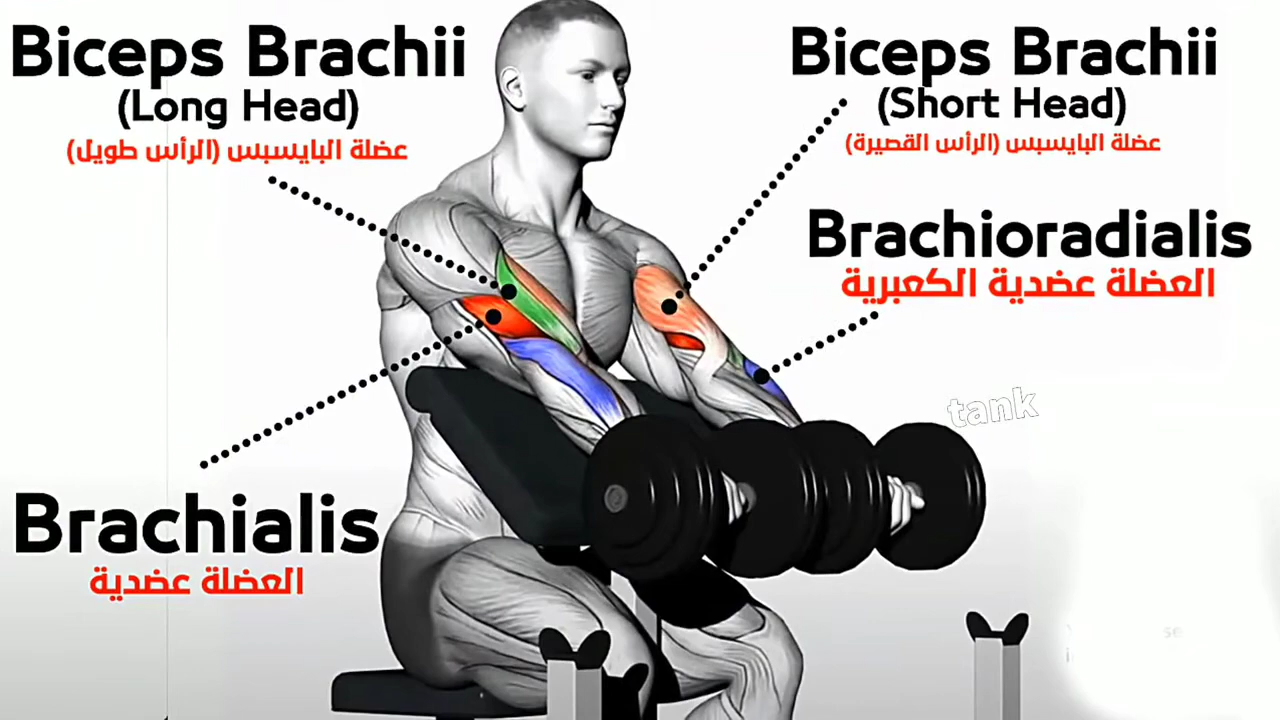 Biceps Brachii
(Long Head)
عضلة البايسبس (الرأس طويل)
Biceps Brachii
(Short Head)
عضلة البايسبس (الرأس القصيرة)
Brachioradialis
العضلة عضدية الكعبرية
tank
Brachialis
العضلة عضدية